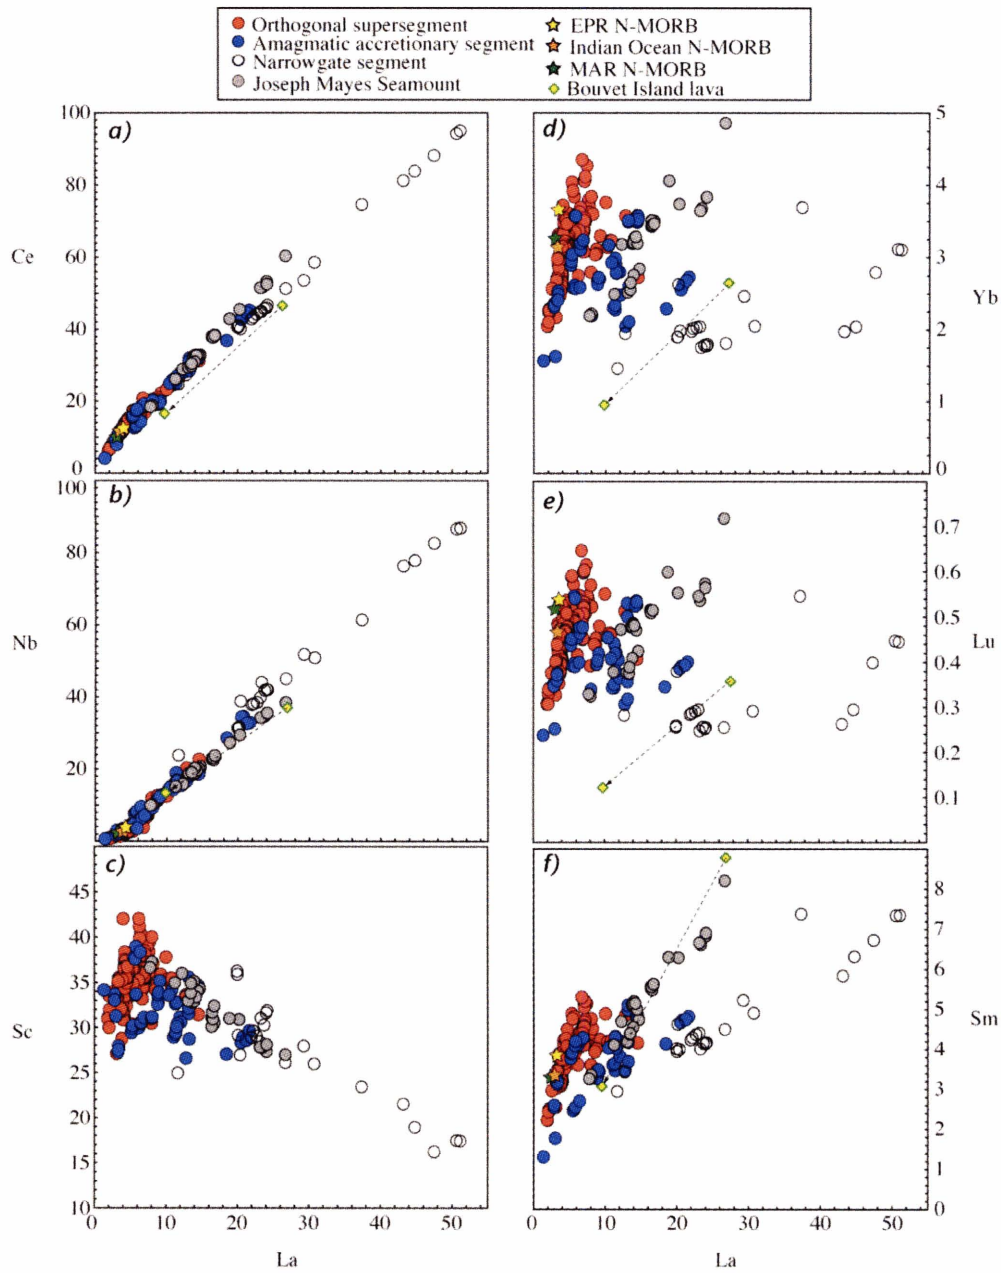 Orthogonal supersegment
Amagmatic accretionary segment
Narrowgate segment
Joseph Mayes Seamount
EPR N-MORB
Indian Ocean N-MORB
MAR N-MORB
Bouvet Island lava
a)
100
80
60
40
20
0
Ce
b)
100
80
60
40
20
Nb
c)
45
40
35
30
25
20
15
10
Sc
0 10 20 30 40 50
La
d)
5
4
3
2
1
0
Yb
e)
0.7
0.6
0.5
0.4
0.3
0.2
0.1
Lu
f)
8
7
6
5
4
3
2
1
0
Sm
0 10 20 30 40 50
La